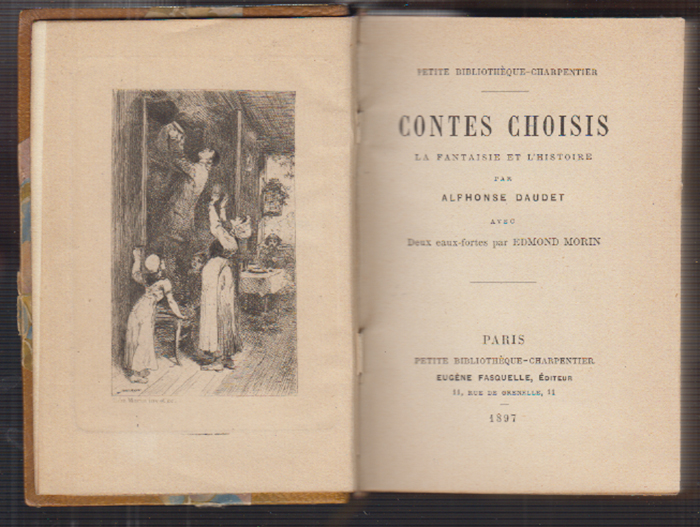 PETITE BIBLIOTHÈQUE-CHARPENTIER
CONTES CHOISIS
LA FANTAISIE ET L'HISTOIRE
PAR
ALPHONSE DAUDET
AVEC
Deux eaux-fortes par EDMOND MORIN
PARIS
PETITE BIBLIOTHÈQUE-CHARPENTIER
EUGÈNE FASQUELLE, ÉDITEUR
11, RUE DE GRENELLE, 11
1897